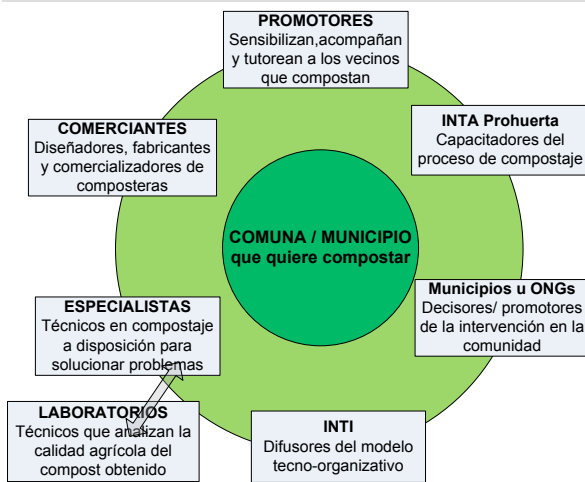 PROMOTORES
Sensibilizan,acompañan
y tutorean a los vecinos
que compostan
COMERCIANTES
Diseñadores, fabricantes
y comercializadores de
composteras
INTA Prohuerta
Capacitadores del
proceso de compostaje
COMUNA / MUNICIPIO
que quiere compostar
ESPECIALISTAS
Técnicos en compostaje
a disposición para
solucionar problemas
Municipios u ONGs
Decisores/ promotores
de la intervención en la
comunidad
LABORATORIOS
Técnicos que analizan la
calidad agrícola del
compost obtenido
INTI
Difusores del modelo
tecno-organizativo